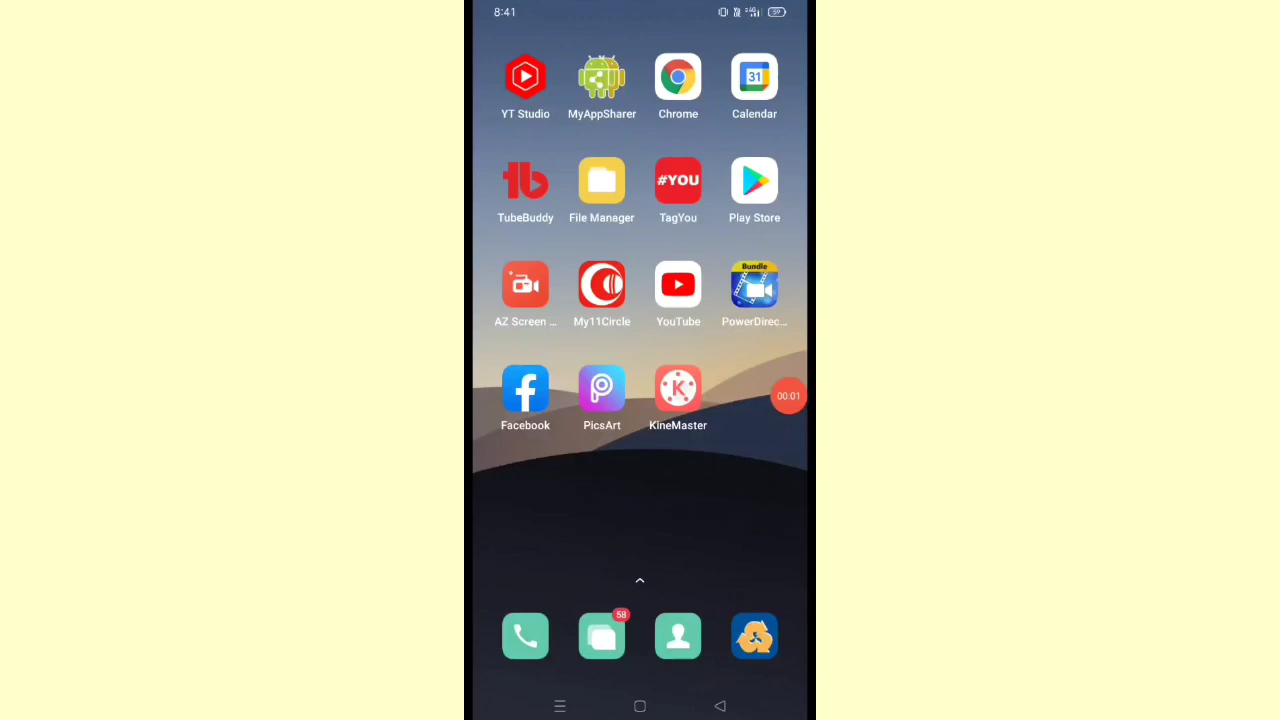 8:41
59
YT Studio MyAppSharer Chrome Calendar
31
TubeBuddy File Manager TagYou Play Store
#YOU
Bundle
AZ Screen ... My11Circle YouTube PowerDirec...
00:01
Facebook PicsArt KineMaster
58